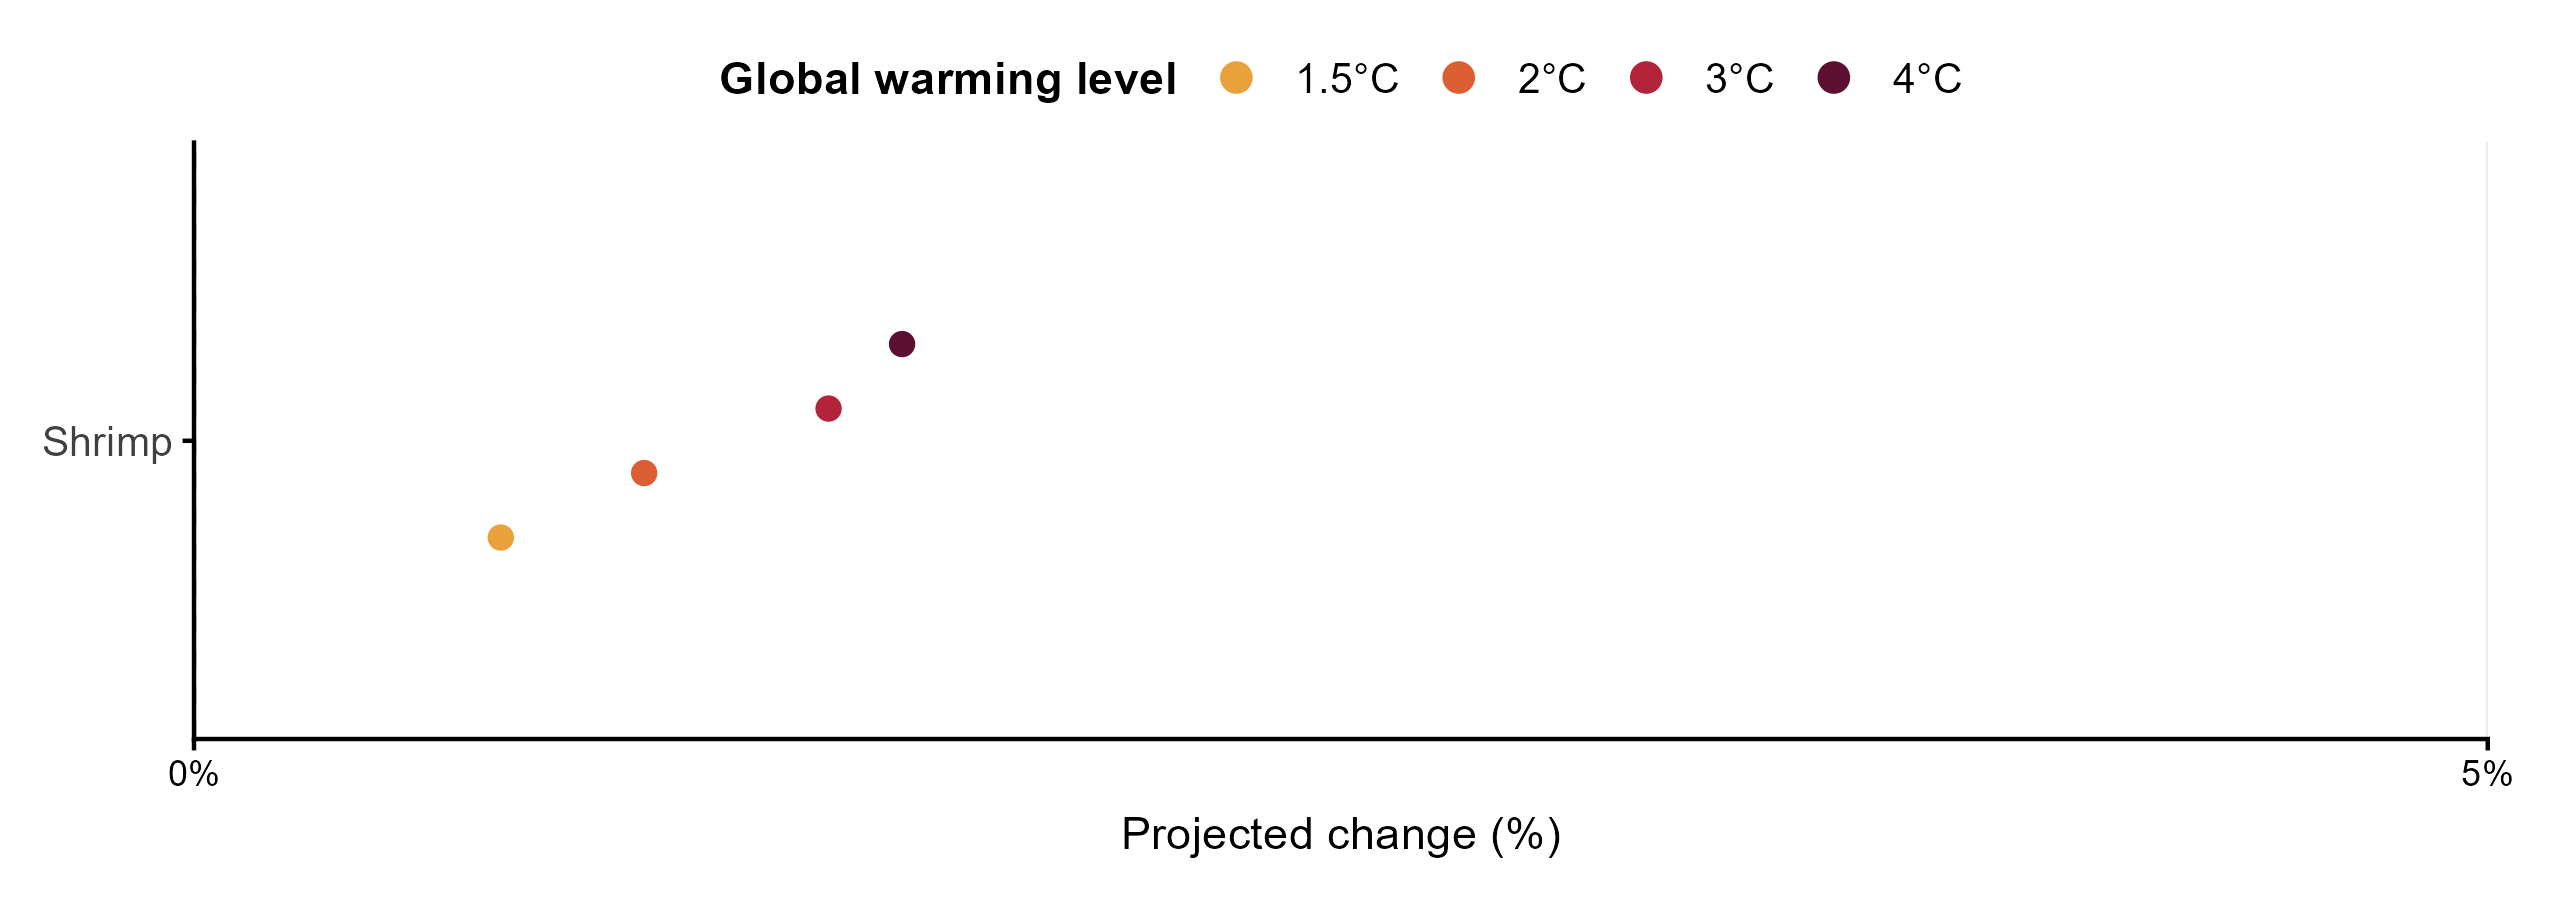 Global warming level 1.5°C 2°C 3°C 4°C
Shrimp
0% 5%
Projected change (%)